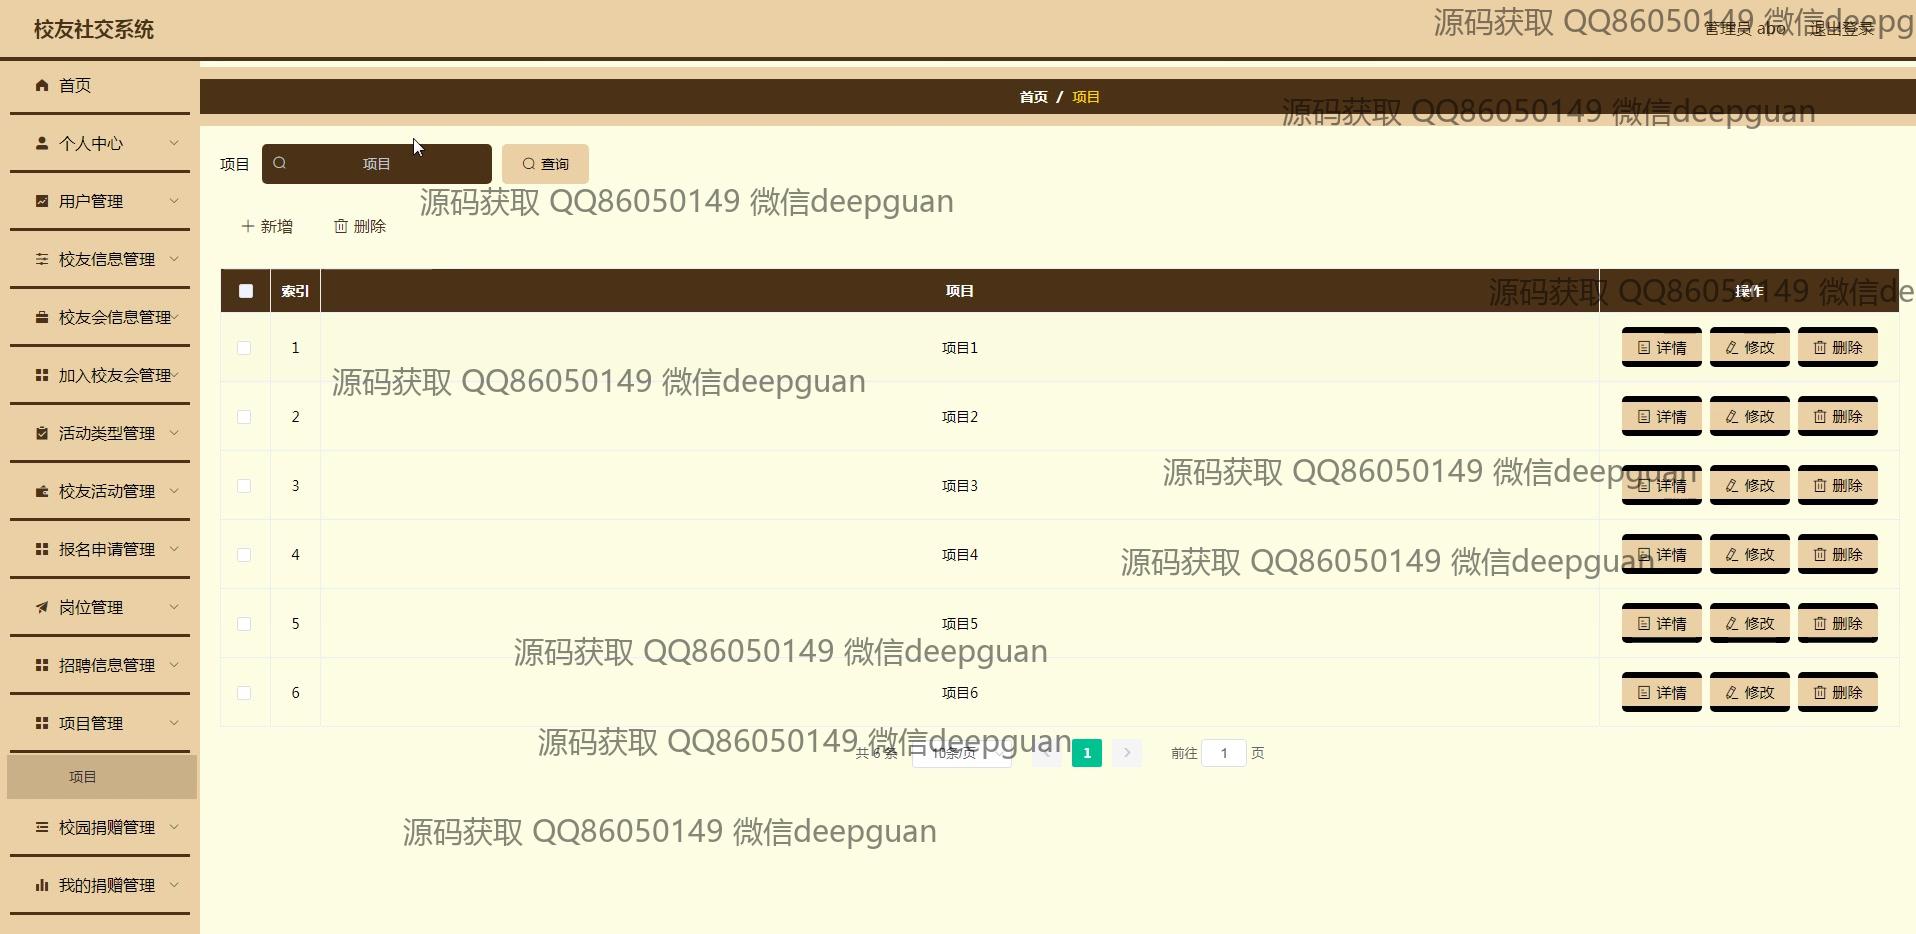 校友社交系统
源码获取 QQ86050149 微信deepg
管理员 abo 退出登录
首页
首页 / 项目
源码获取 QQ86050149 微信deepguan
个人中心
项目 项目 查询
用户管理
源码获取 QQ86050149 微信deepguan
新增 删除
校友信息管理
索引 项目 操作
源码获取 QQ86050149 微信de
校友会信息管理
1 项目1 详情 修改 删除
加入校友会管理
源码获取 QQ86050149 微信deepguan
2 项目2 详情 修改 删除
活动类型管理
源码获取 QQ86050149 微信deepguan
3 项目3 详情 修改 删除
校友活动管理
报名申请管理
4 项目4 详情 修改 删除
源码获取 QQ86050149 微信deepguan
岗位管理
5 项目5 详情 修改 删除
源码获取 QQ86050149 微信deepguan
招聘信息管理
6 项目6 详情 修改 删除
项目管理
源码获取 QQ86050149 微信deepguan
共 6 条 10条/页 1 前往 1 页
项目
校园捐赠管理
源码获取 QQ86050149 微信deepguan
我的捐赠管理